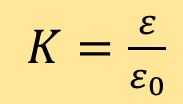 K = ε/ε₀